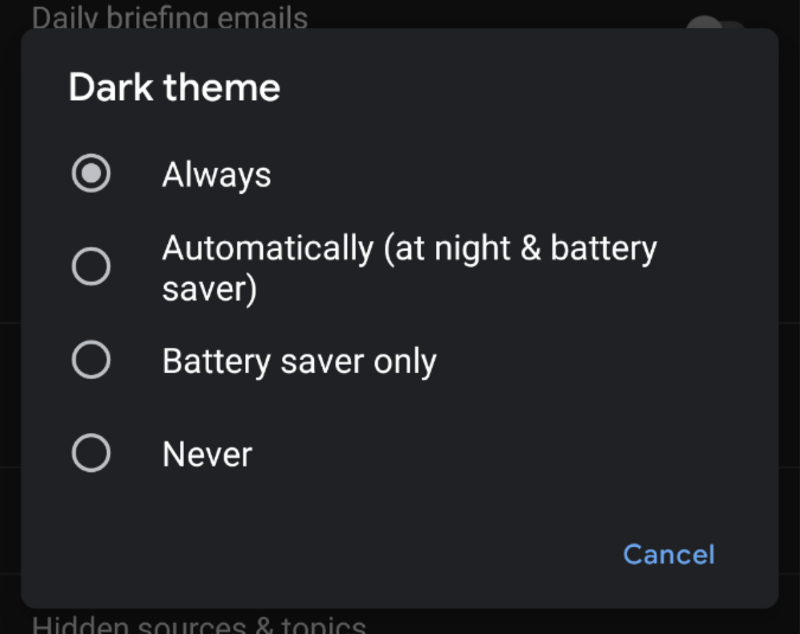 Daily briefing emails
Dark theme
Always
Automatically (at night & battery
saver)
Battery saver only
Never
Cancel
Hidden sources & topics